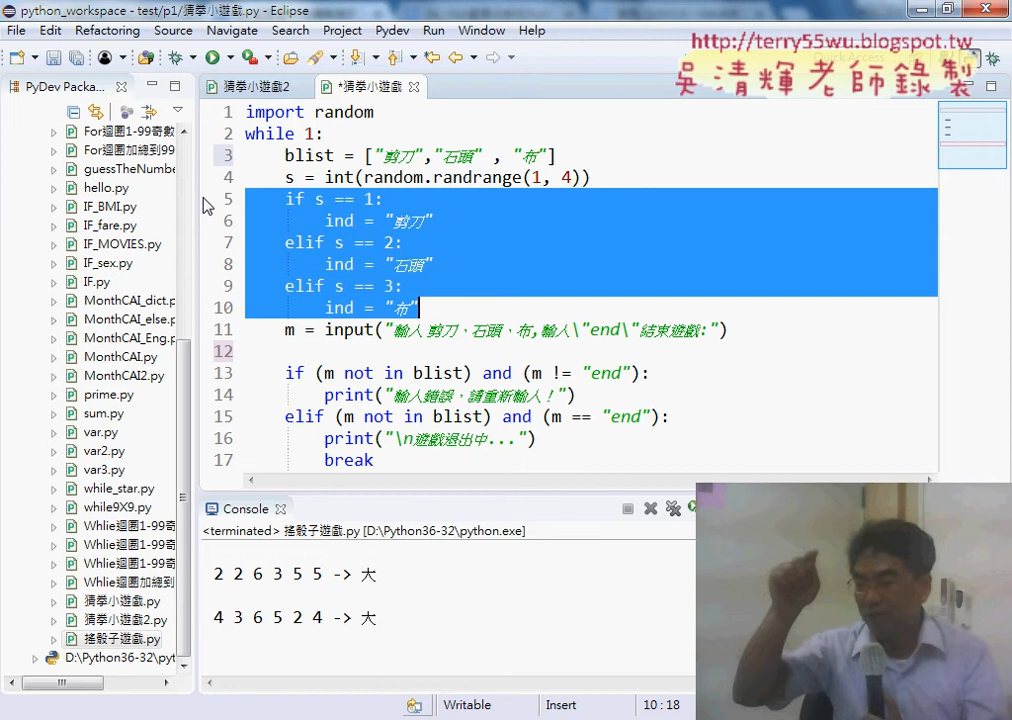 python_workspace - test/p1/猜拳小遊戲.py - Eclipse
File Edit Refactoring Source Navigate Search Project Pydev Run Window Help
http://terry55wu.blogspot.tw
吳清輝老師錄製
PyDev Packa...
猜拳小遊戲2
*猜拳小遊戲
For迴圈1-99奇數
For迴圈加總到99
guessTheNumbe
hello.py
IF_BMI.py
IF_fare.py
IF_MOVIES.py
IF_sex.py
IF.py
MonthCAI_dict.p
MonthCAI_else.p
MonthCAI_Eng.p
MonthCAI.py
MonthCAI2.py
prime.py
sum.py
var.py
var2.py
var3.py
while_star.py
while9X9.py
Whlie迴圈1-99奇
Whlie迴圈1-99奇
Whlie迴圈1-99奇
Whlie迴圈加總到
猜拳小遊戲.py
猜拳小遊戲2.py
搖骰子遊戲.py
D:\Python36-32\pyt
1 import random
2 while 1:
3 blist = ["剪刀","石頭" , "布"]
4 s = int(random.randrange(1, 4))
5 if s == 1:
6 ind = "剪刀"
7 elif s == 2:
8 ind = "石頭"
9 elif s == 3:
10 ind = "布"
11 m = input("輸入 剪刀、石頭、布,輸入\"end\"結束遊戲:")
12
13 if (m not in blist) and (m != "end"):
14 print("輸入錯誤，請重新輸入！")
15 elif (m not in blist) and (m == "end"):
16 print("\n遊戲退出中...")
17 break
Console
<terminated> 搖骰子遊戲.py [D:\Python36-32\python.exe]
2 2 6 3 5 5 -> 大
4 3 6 5 2 4 -> 大
Writable Insert 10 : 18